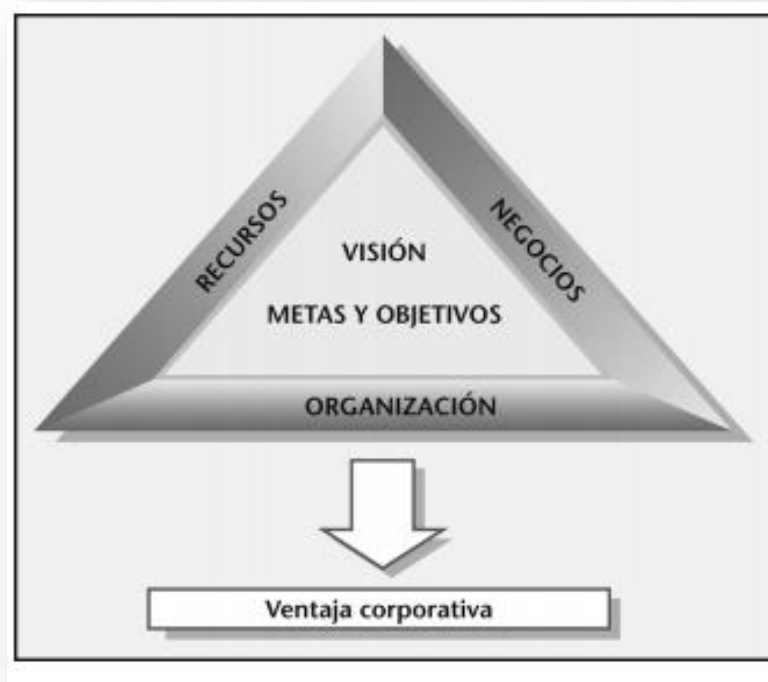 RECURSOS
NEGOCIOS
VISIÓN
METAS Y OBJETIVOS
ORGANIZACIÓN
Ventaja corporativa